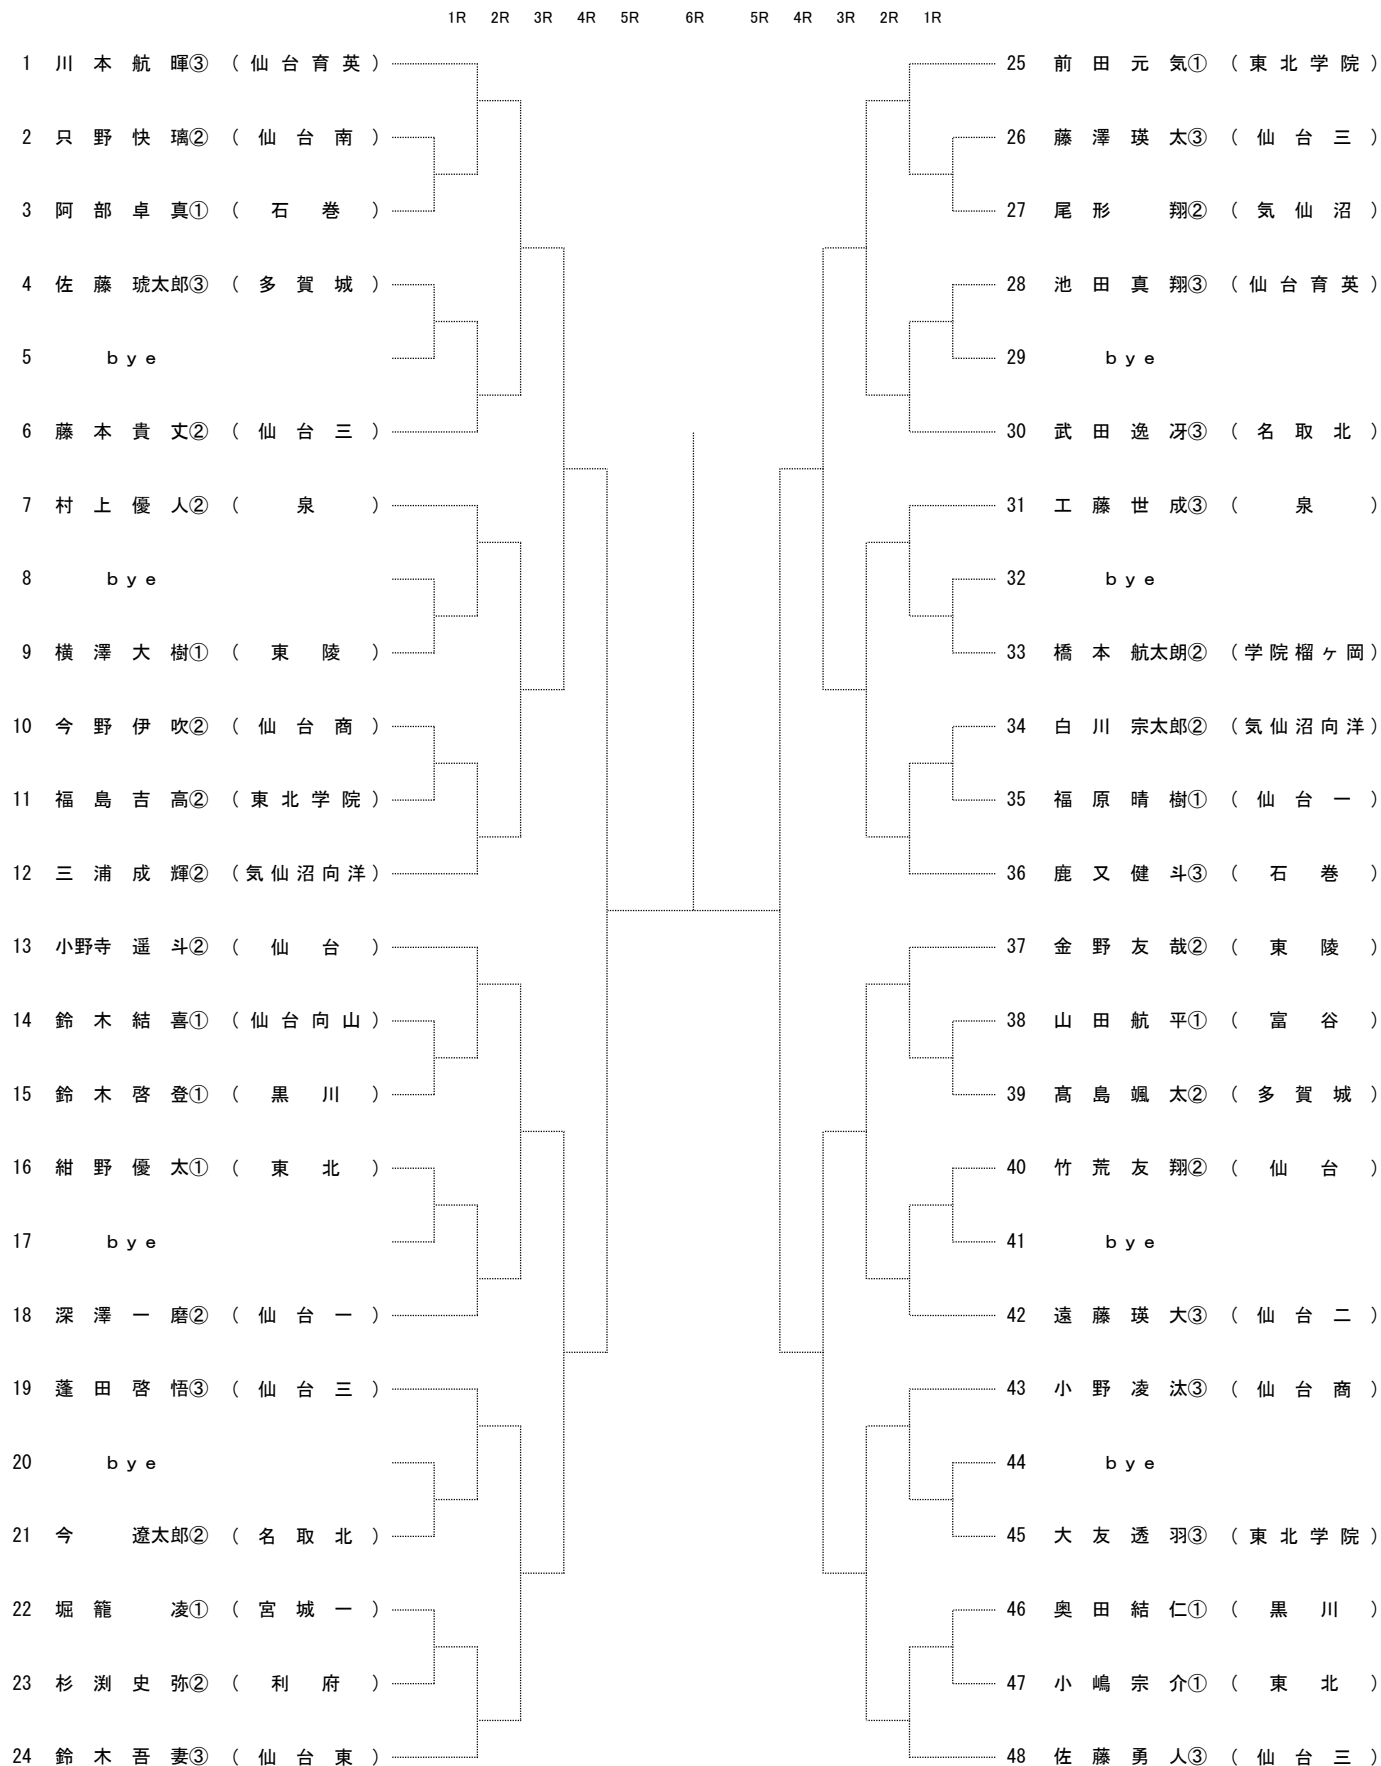 1R 2R 3R 4R 5R 6R 5R 4R 3R 2R 1R
1 川本航暉③ (仙台育英)
2 只野快璃② (仙台南)
3 阿部卓真① (石巻)
4 佐藤琥太郎③ (多賀城)
5 bye
6 藤本貴丈② (仙台三)
7 村上優人② (泉)
8 bye
9 横澤大樹① (東陵)
10 今野伊吹② (仙台商)
11 福島吉高② (東北学院)
12 三浦成輝② (気仙沼向洋)
13 小野寺遥斗② (仙台)
14 鈴木結喜① (仙台向山)
15 鈴木啓登① (黒川)
16 紺野優太① (東北)
17 bye
18 深澤一磨② (仙台一)
19 蓬田啓悟③ (仙台三)
20 bye
21 今遼太郎② (名取北)
22 堀籠凌① (宮城一)
23 杉渕史弥② (利府)
24 鈴木吾妻③ (仙台東)
25 前田元気① (東北学院)
26 藤澤瑛太③ (仙台三)
27 尾形翔② (気仙沼)
28 池田真翔③ (仙台育英)
29 bye
30 武田逸冴③ (名取北)
31 工藤世成③ (泉)
32 bye
33 橋本航太朗② (学院榴ヶ岡)
34 白川宗太郎② (気仙沼向洋)
35 福原晴樹① (仙台一)
36 鹿又健斗③ (石巻)
37 金野友哉② (東陵)
38 山田航平① (富谷)
39 髙島颯太② (多賀城)
40 竹荒友翔② (仙台)
41 bye
42 遠藤瑛大③ (仙台二)
43 小野凌汰③ (仙台商)
44 bye
45 大友透羽③ (東北学院)
46 奥田結仁① (黒川)
47 小嶋宗介① (東北)
48 佐藤勇人③ (仙台三)